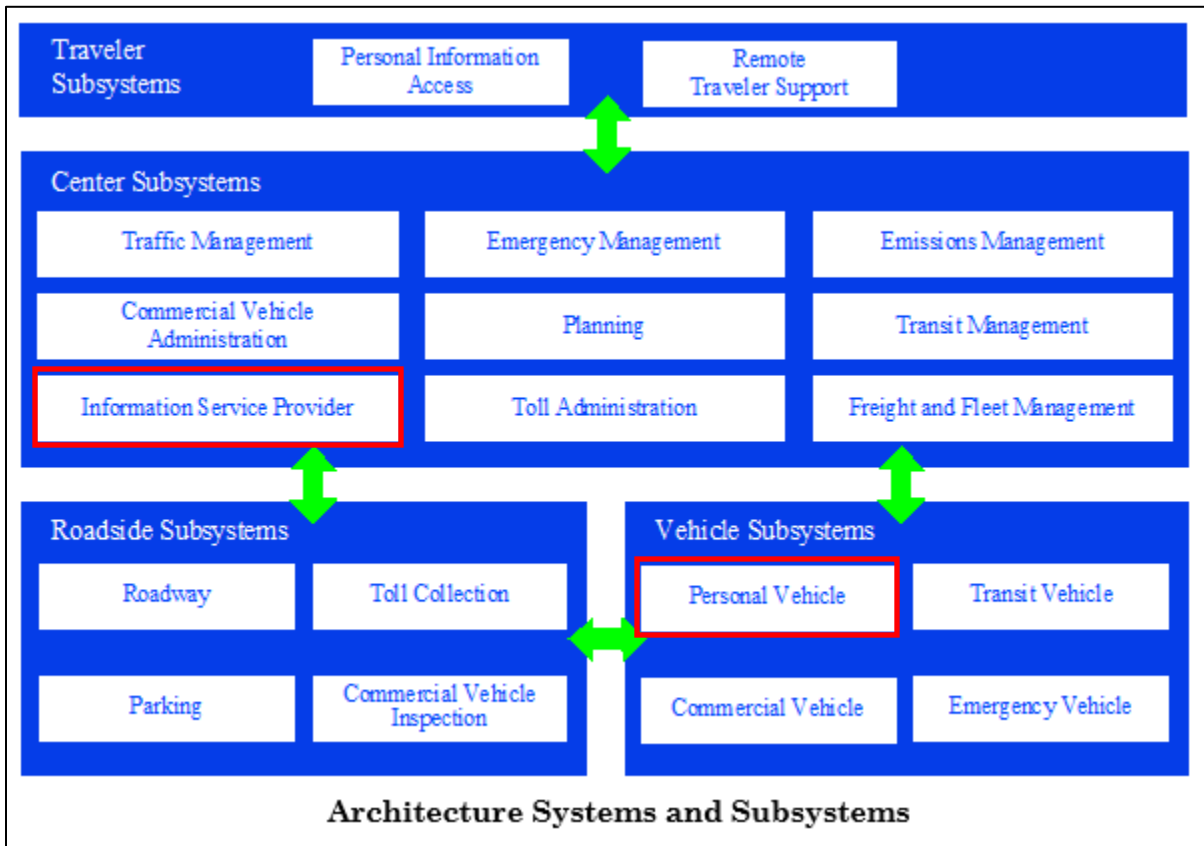 Traveler
Subsystems
Personal Information
Access
Remote
Traveler Support
Center Subsystems
Traffic Management
Emergency Management
Emissions Management
Commercial Vehicle
Administration
Planning
Transit Management
Information Service Provider
Toll Administration
Freight and Fleet Management
Roadside Subsystems
Roadway
Toll Collection
Parking
Commercial Vehicle
Inspection
Vehicle Subsystems
Personal Vehicle
Transit Vehicle
Commercial Vehicle
Emergency Vehicle
Architecture Systems and Subsystems